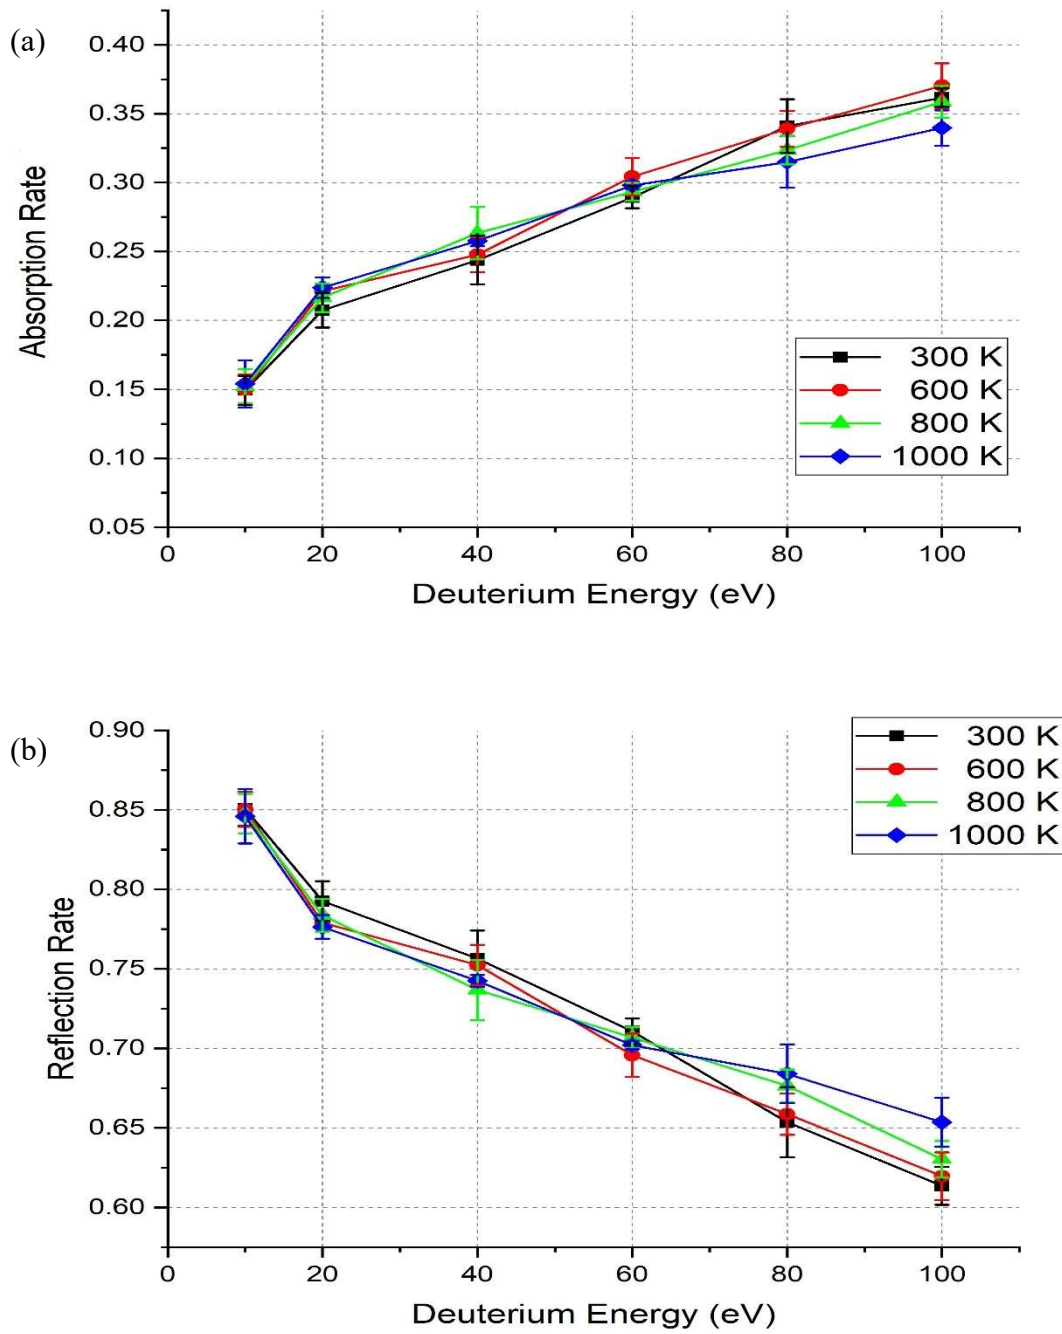 (a)
0.40
0.35
0.30
0.25
0.20
0.15
0.10
0.05
Absorption Rate
300 K
600 K
800 K
1000 K
0 20 40 60 80 100
Deuterium Energy (eV)
(b)
0.90
0.85
0.80
0.75
0.70
0.65
0.60
Reflection Rate
300 K
600 K
800 K
1000 K
0 20 40 60 80 100
Deuterium Energy (eV)